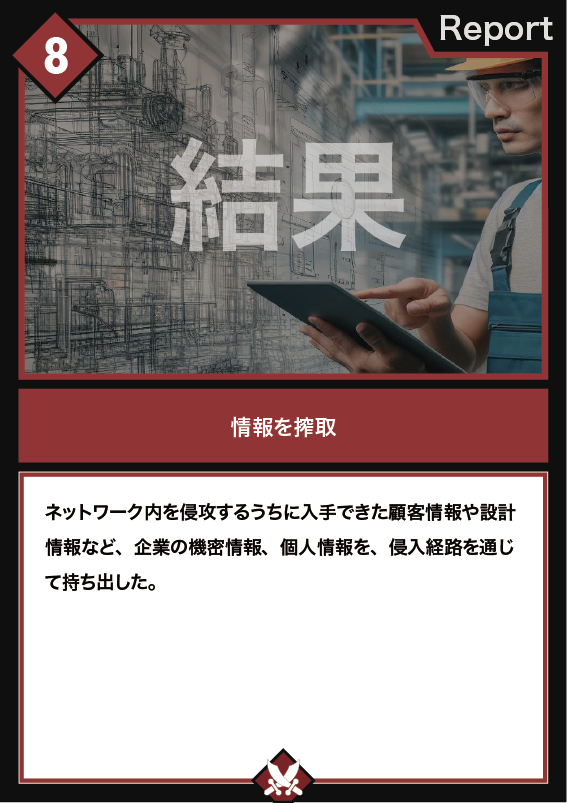 Report
8
結果
情報を搾取
ネットワーク内を侵攻するうちに入手できた顧客情報や設計
情報など、企業の機密情報、個人情報を、侵入経路を通じ
て持ち出した。